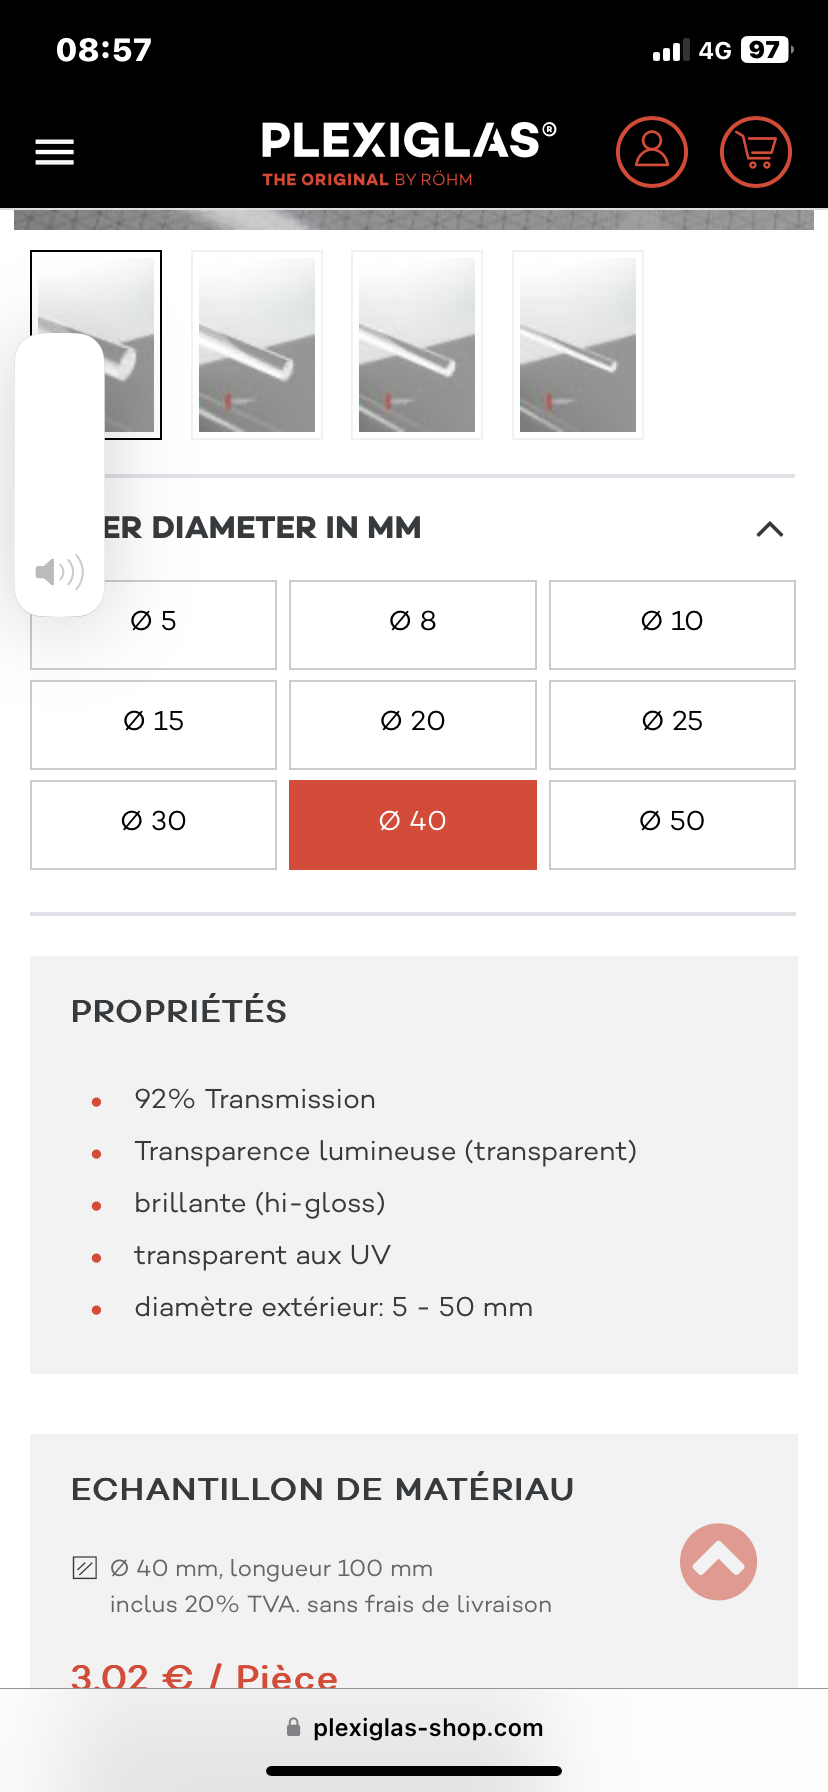 08:57
4G 97
PLEXIGLAS®
THE ORIGINAL BY RÖHM
ER DIAMETER IN MM
Ø 5
Ø 8
Ø 10
Ø 15
Ø 20
Ø 25
Ø 30
Ø 40
Ø 50
PROPRIÉTÉS
• 92% Transmission
• Transparence lumineuse (transparent)
• brillante (hi-gloss)
• transparent aux UV
• diamètre extérieur: 5 - 50 mm
ECHANTILLON DE MATÉRIAU
Ø 40 mm, longueur 100 mm
inclus 20% TVA. sans frais de livraison
3.02 € / Pièce
plexiglas-shop.com